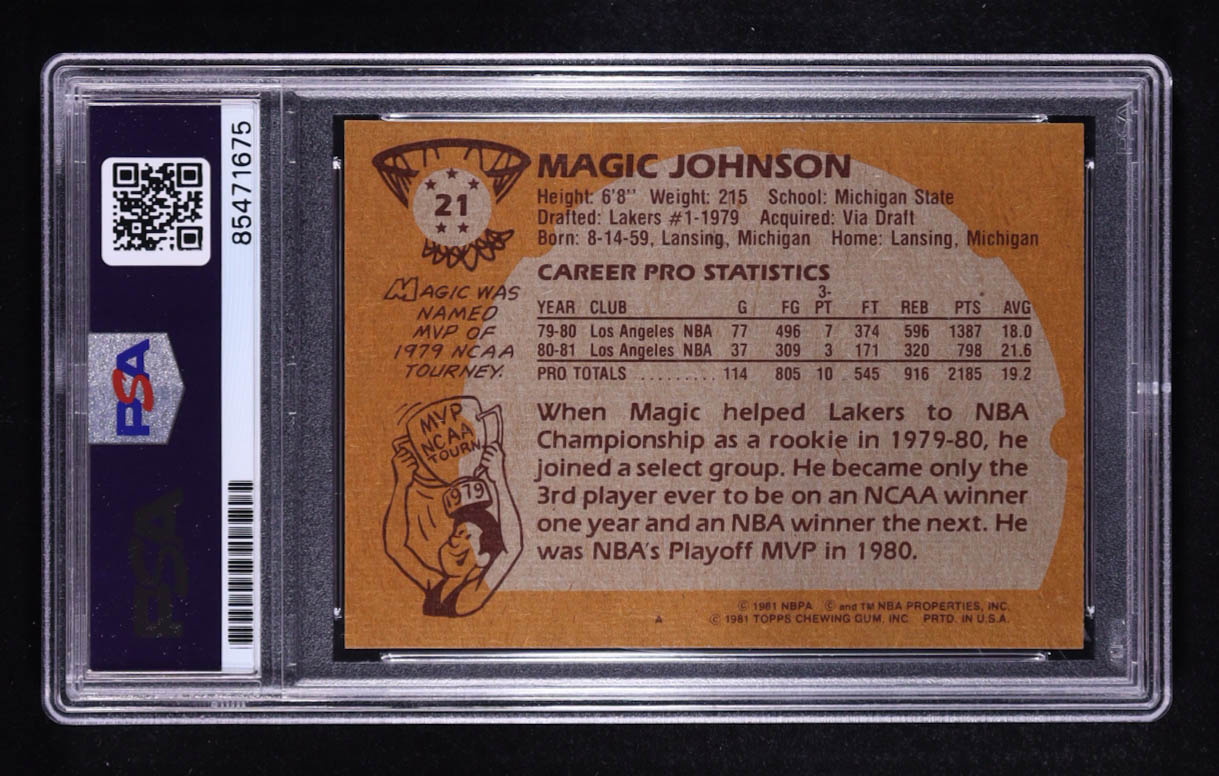 85471675
PSA
PSA
21
MAGIC JOHNSON
Height: 6'8'' Weight: 215 School: Michigan State
Drafted: Lakers #1-1979 Acquired: Via Draft
Born: 8-14-59, Lansing, Michigan Home: Lansing, Michigan
CAREER PRO STATISTICS
YEAR CLUB G FG 3-PT FT REB PTS AVG
79-80 Los Angeles NBA 77 496 7 374 596 1387 18.0
80-81 Los Angeles NBA 37 309 3 171 320 798 21.6
PRO TOTALS ......... 114 805 10 545 916 2185 19.2
MAGIC WAS
NAMED
MVP OF
1979 NCAA
TOURNEY.
MVP
NCAA
TOURN
1979
When Magic helped Lakers to NBA
Championship as a rookie in 1979-80, he
joined a select group. He became only the
3rd player ever to be on an NCAA winner
one year and an NBA winner the next. He
was NBA's Playoff MVP in 1980.
© 1981 NBPA © and TM NBA PROPERTIES, INC.
A © 1981 TOPPS CHEWING GUM, INC. PRTD. IN U.S.A.